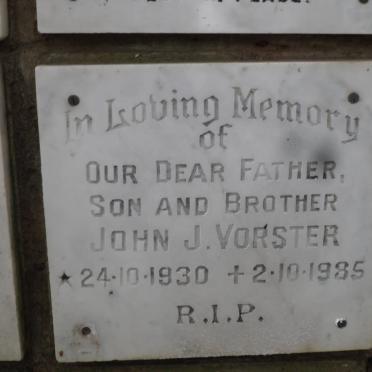 In Loving Memory
of
OUR DEAR FATHER,
SON AND BROTHER
JOHN J. VORSTER
★ 24·10·1930 + 2·10·1985
R.I.P.